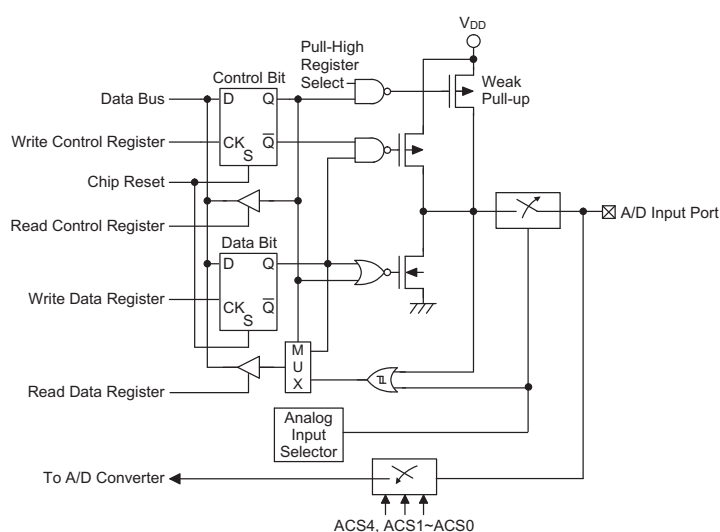 VDD
Pull-High
Register
Select
Weak
Pull-up
Control Bit
Data Bus
D
Q
Write Control Register
CK
Q
S
Chip Reset
Read Control Register
A/D Input Port
Data Bit
D
Q
Write Data Register
CK
Q
S
M
U
X
Read Data Register
Analog
Input
Selector
To A/D Converter
ACS4, ACS1~ACS0